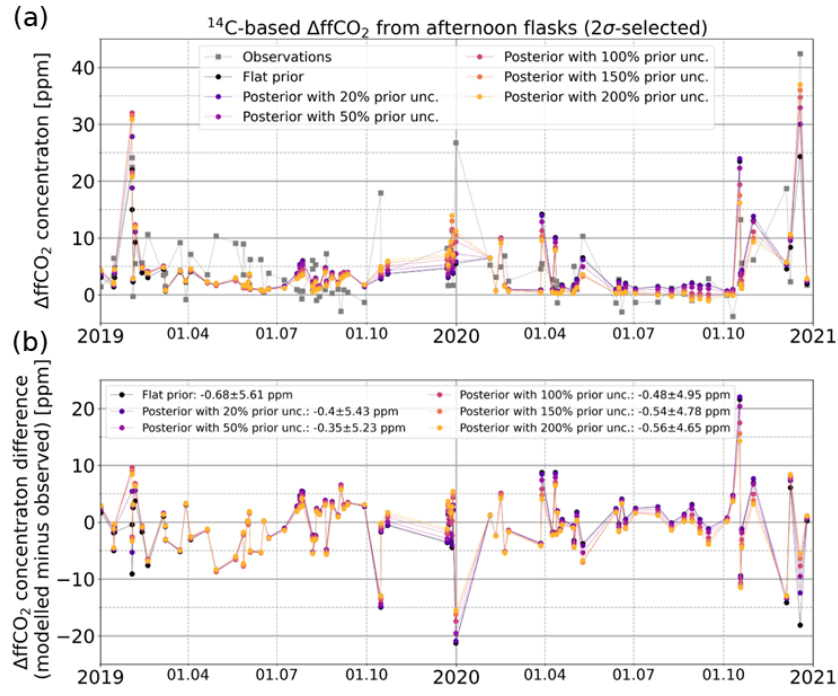 (a)
¹⁴C-based ΔffCO₂ from afternoon flasks (2σ-selected)
ΔffCO₂ concentraton [ppm]
40
30
20
10
0
Observations
Flat prior
Posterior with 20% prior unc.
Posterior with 50% prior unc.
Posterior with 100% prior unc.
Posterior with 150% prior unc.
Posterior with 200% prior unc.
2019 01.04 01.07 01.10 2020 01.04 01.07 01.10 2021
(b)
ΔffCO₂ concentraton difference
(modelled minus observed) [ppm]
20
10
0
−10
−20
Flat prior: -0.68±5.61 ppm
Posterior with 20% prior unc.: -0.4±5.43 ppm
Posterior with 50% prior unc.: -0.35±5.23 ppm
Posterior with 100% prior unc.: -0.48±4.95 ppm
Posterior with 150% prior unc.: -0.54±4.78 ppm
Posterior with 200% prior unc.: -0.56±4.65 ppm
2019 01.04 01.07 01.10 2020 01.04 01.07 01.10 2021